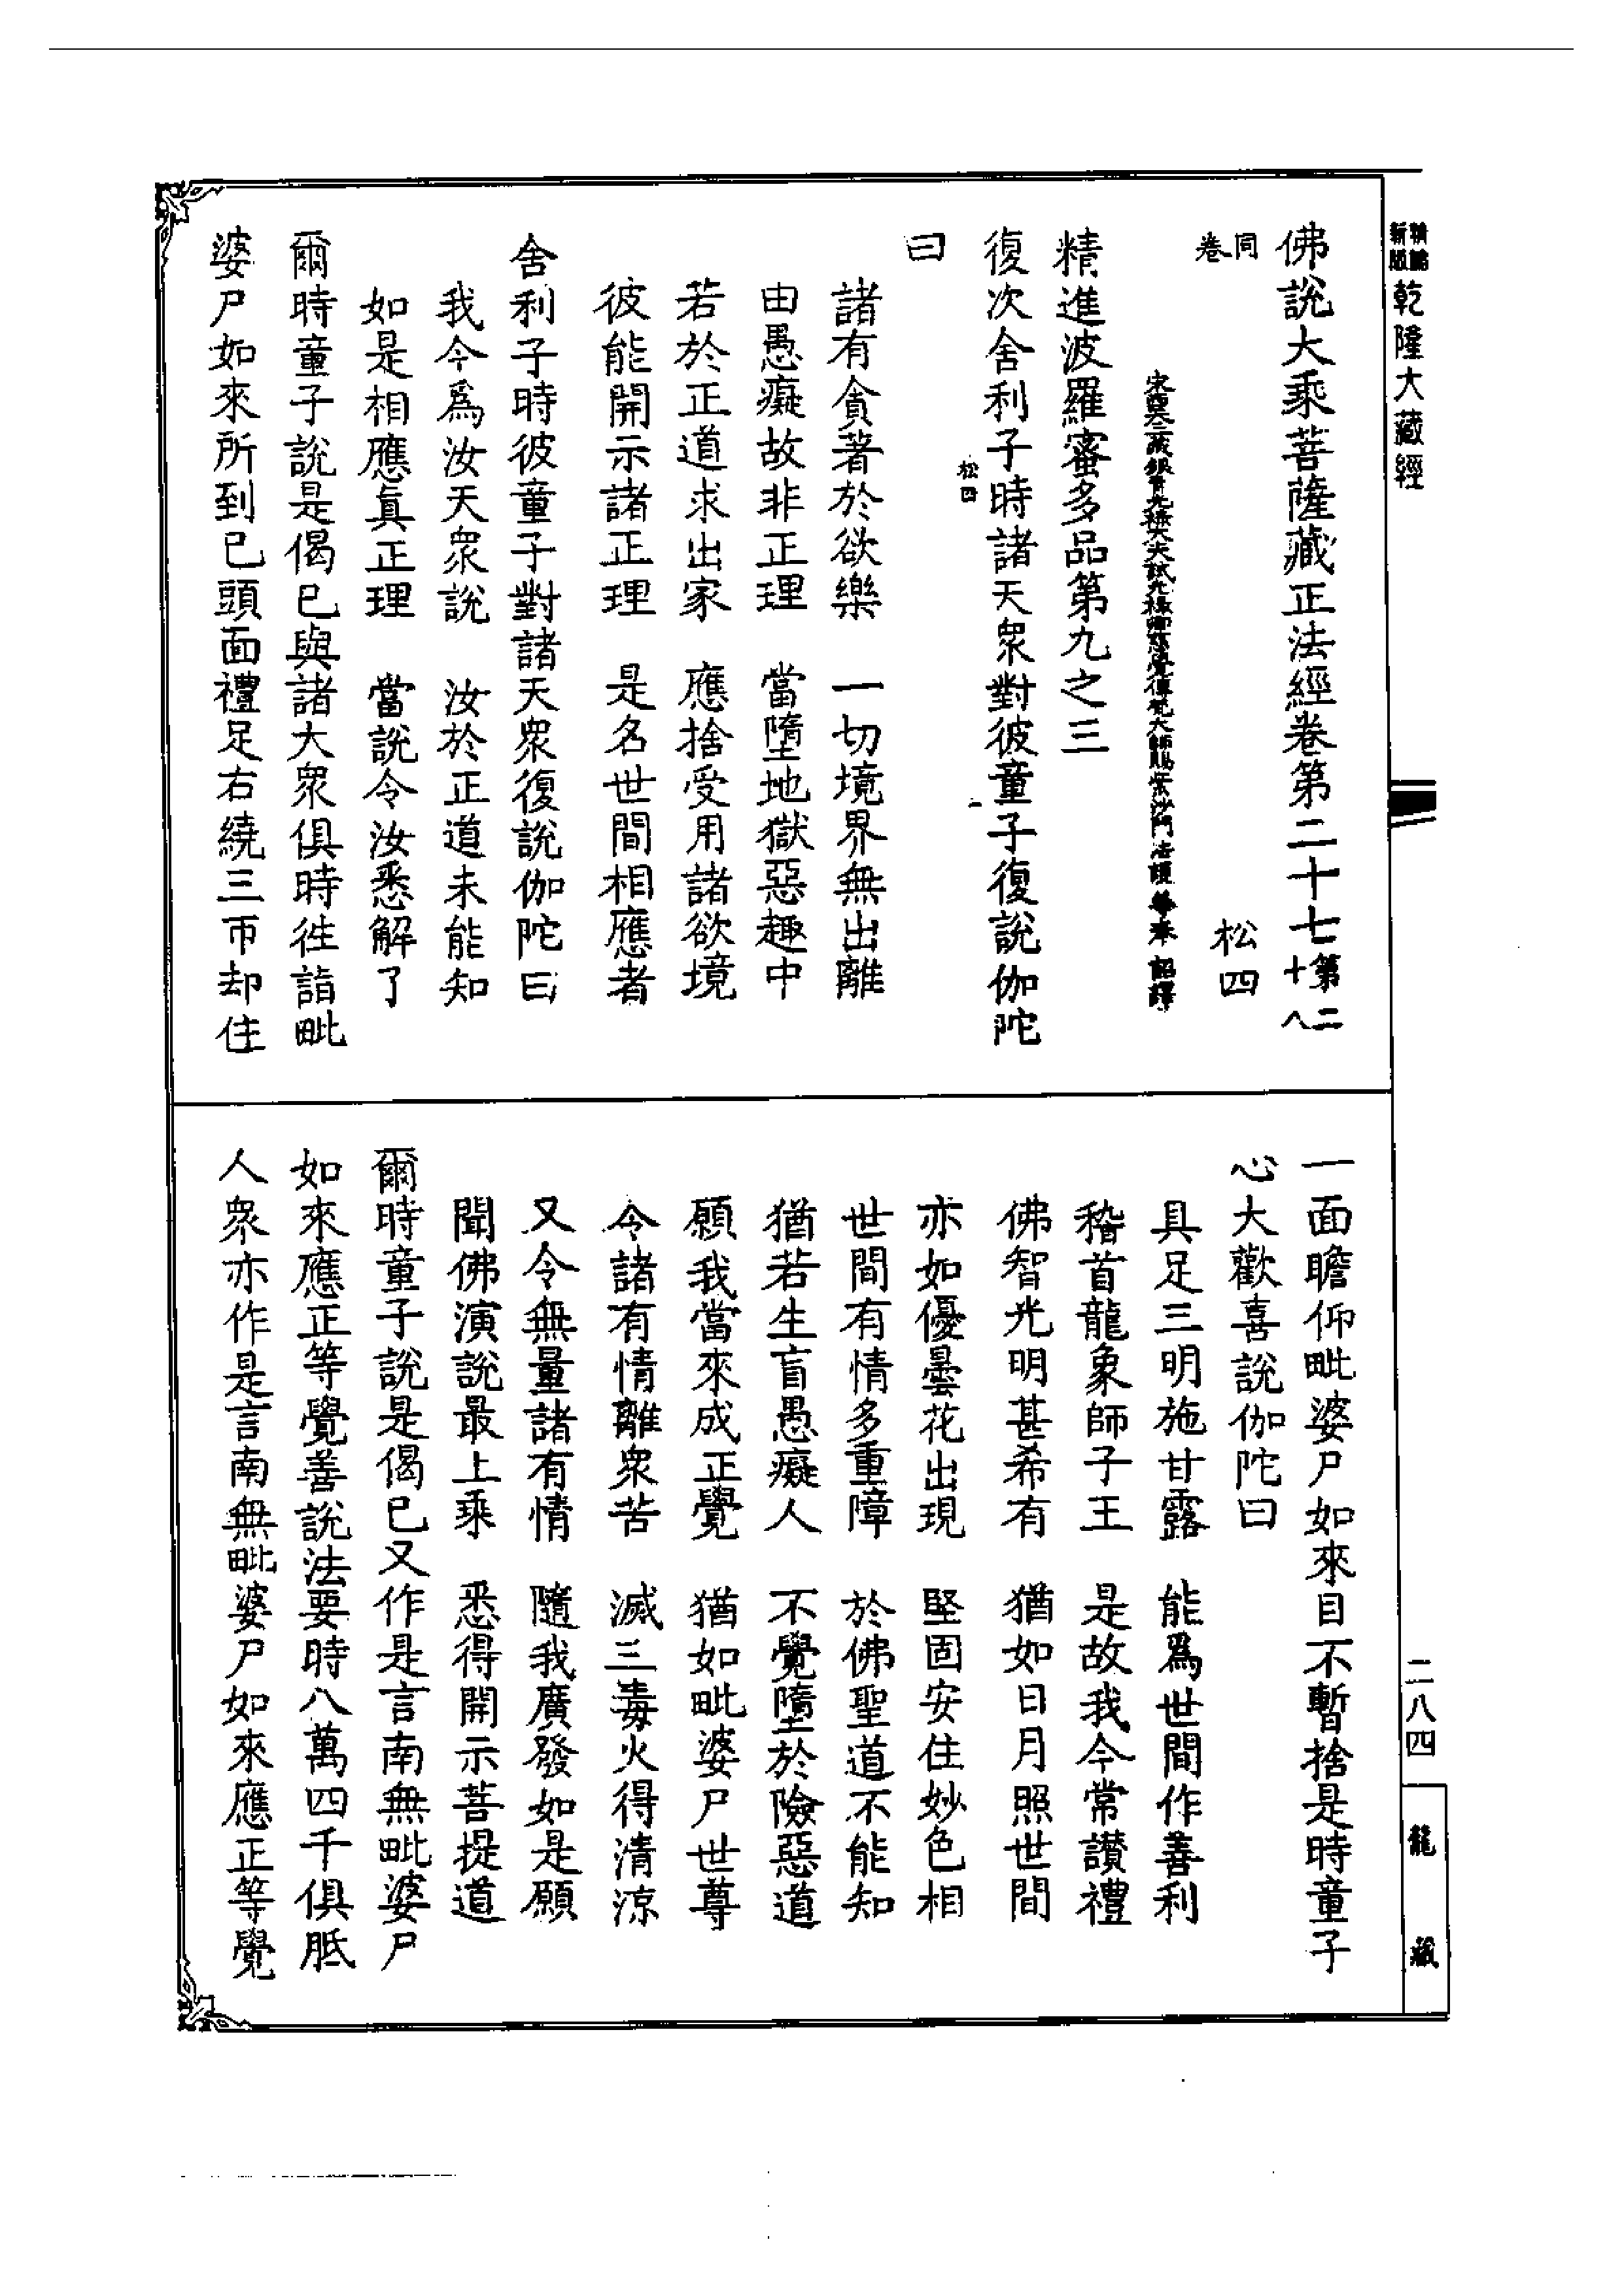 新編
新版
乾隆大藏經
佛說大乘菩薩藏正法經卷第二十七第二十八
同卷
松四
宋三藏銀青光祿大夫試光祿卿慈覺傳梵大師賜紫沙門法護等奉詔譯
精進波羅蜜多品第九之三
復次舍利子時諸天衆對彼童子復說伽陀
松四
一
曰
諸有貪著於欲樂　一切境界無出離
由愚癡故非正理　當墮地獄惡趣中
若於正道求出家　應捨受用諸欲境
彼能開示諸正理　是名世間相應者
舍利子時彼童子對諸天衆復說伽陀曰
我今爲汝天衆說　汝於正道未能知
如是相應眞正理　當說令汝悉解了
爾時童子說是偈已與諸大衆俱時徃詣毗
婆尸如來所到已頭面禮足右繞三帀却住
一面瞻仰毗婆尸如來目不暫捨是時童子
心大歡喜說伽陀曰
具足三明施甘露　能爲世間作善利
稽首龍象師子王　是故我今常讚禮
佛智光明甚希有　猶如日月照世間
亦如優曇花出現　堅固安住妙色相
世間有情多重障　於佛聖道不能知
猶若生盲愚癡人　不覺墮於險惡道
願我當來成正覺　猶如毗婆尸世尊
令諸有情離衆苦　滅三毒火得清涼
又令無量諸有情　隨我廣發如是願
聞佛演說最上乘　悉得開示菩提道
爾時童子說是偈已又作是言南無毗婆尸
如來應正等覺善說法要時八萬四千俱胝
人衆亦作是言南無毗婆尸如來應正等覺
二八四
龍藏